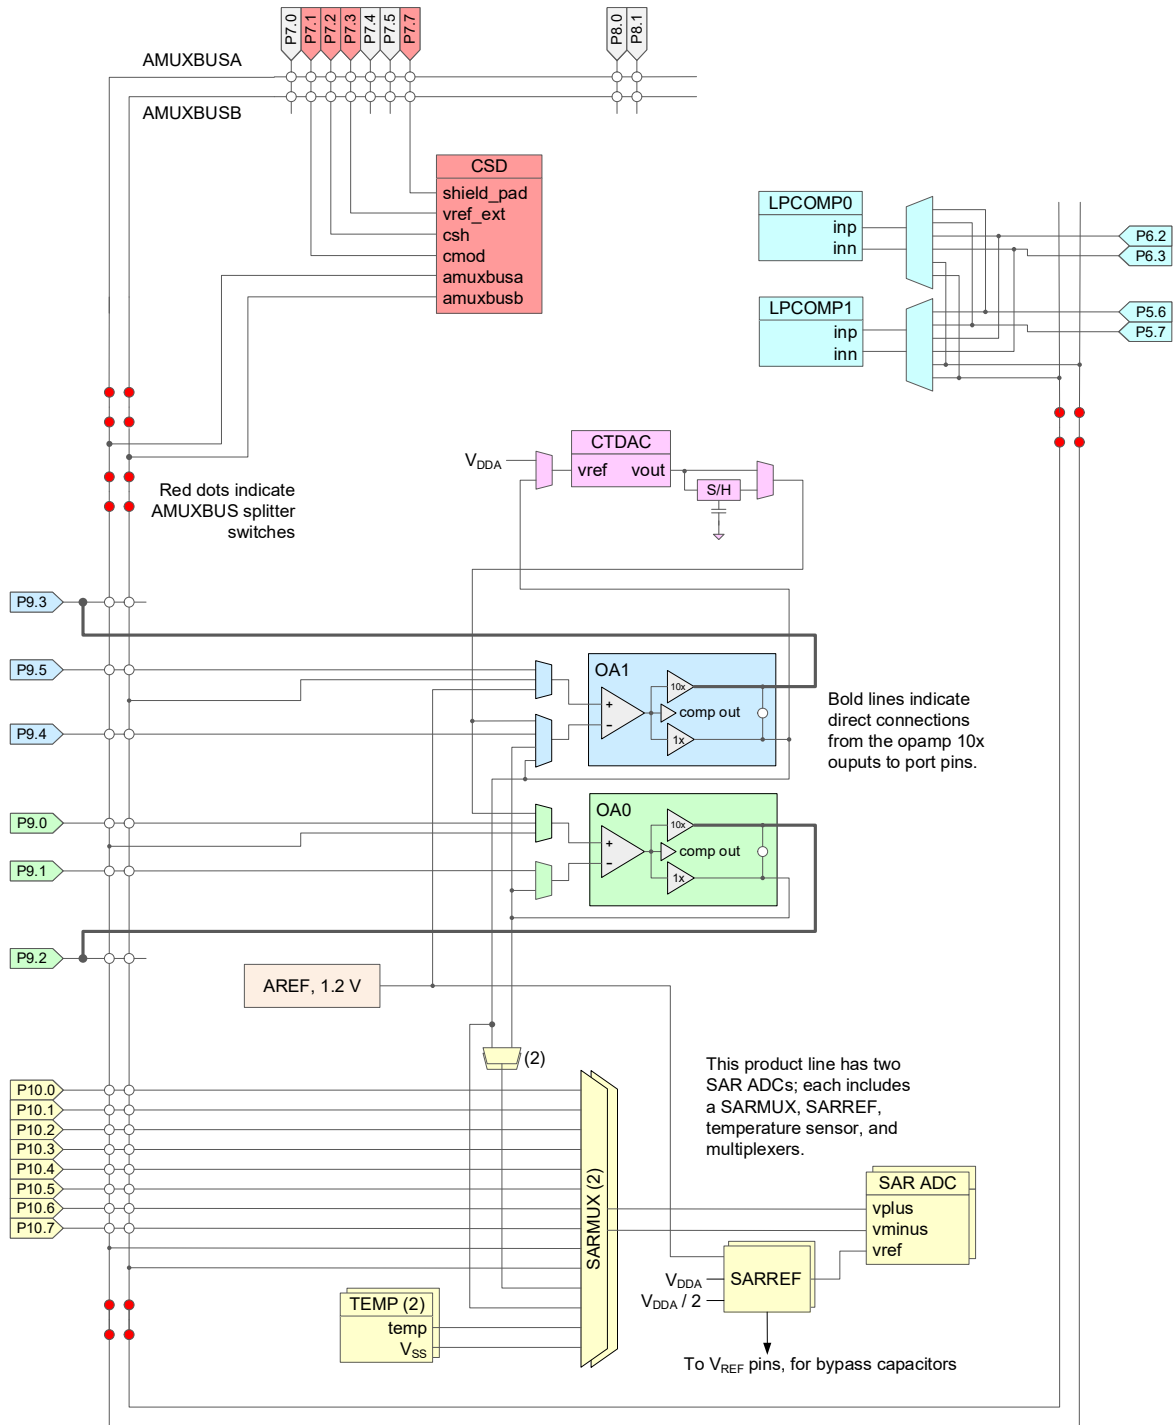 P7.0
P7.1
P7.2
P7.3
P7.4
P7.5
P7.7
P8.0
P8.1
AMUXBUSA
AMUXBUSB
CSD
shield_pad
vref_ext
csh
cmod
amuxbusa
amuxbusb
LPCOMP0
inp
inn
P6.2
P6.3
LPCOMP1
inp
inn
P5.6
P5.7
CTDAC
VDDA
vref
vout
S/H
Red dots indicate
AMUXBUS splitter
switches
P9.3
P9.5
P9.4
OA1
+
−
10x
comp out
1x
Bold lines indicate
direct connections
from the opamp 10x
ouputs to port pins.
P9.0
P9.1
P9.2
OA0
+
−
10x
comp out
1x
AREF, 1.2 V
(2)
This product line has two
SAR ADCs; each includes
a SARMUX, SARREF,
temperature sensor, and
multiplexers.
P10.0
P10.1
P10.2
P10.3
P10.4
P10.5
P10.6
P10.7
SARMUX (2)
SAR ADC
vplus
vminus
vref
SARREF
VDDA
VDDA / 2
TEMP (2)
temp
VSS
To VREF pins, for bypass capacitors